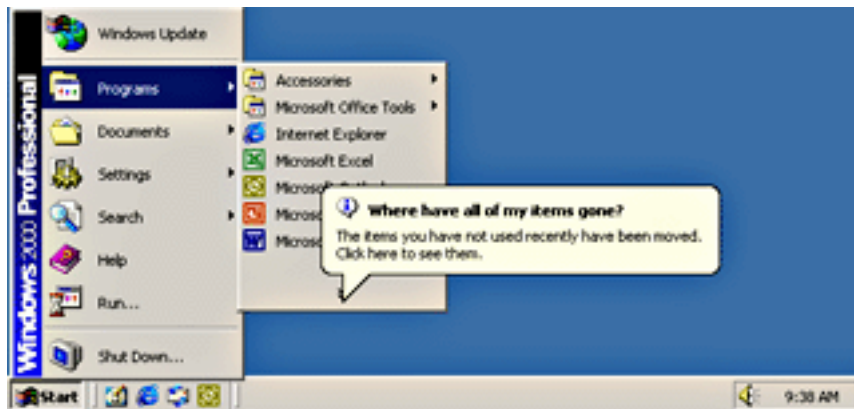 Windows 2000 Professional
Windows Update
Programs
Documents
Settings
Search
Help
Run...
Shut Down...
Accessories
Microsoft Office Tools
Internet Explorer
Microsoft Excel
Where have all of my items gone?
The items you have not used recently have been moved.
Click here to see them.
Start
9:38 AM